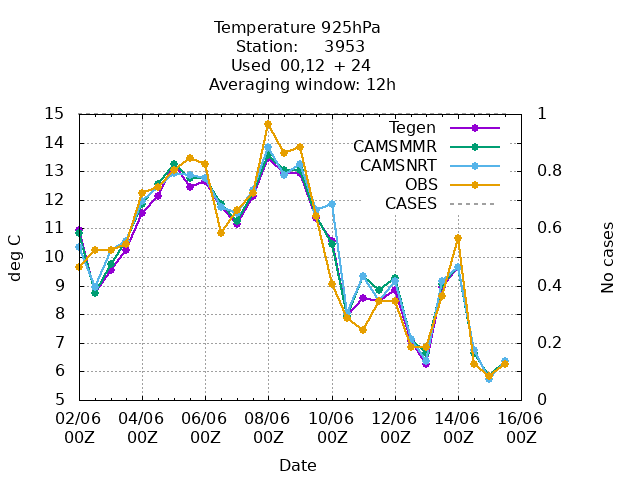 Temperature 925hPa
Station: 3953
Used 00,12 + 24
Averaging window: 12h
15 1
14
13 0.8
12
11 0.6
10
9 0.4
8
7 0.2
6
5 0
deg C
No cases
Tegen
CAMSMMR
CAMSNRT
OBS
CASES
02/06 04/06 06/06 08/06 10/06 12/06 14/06 16/06
00Z 00Z 00Z 00Z 00Z 00Z 00Z 00Z
Date